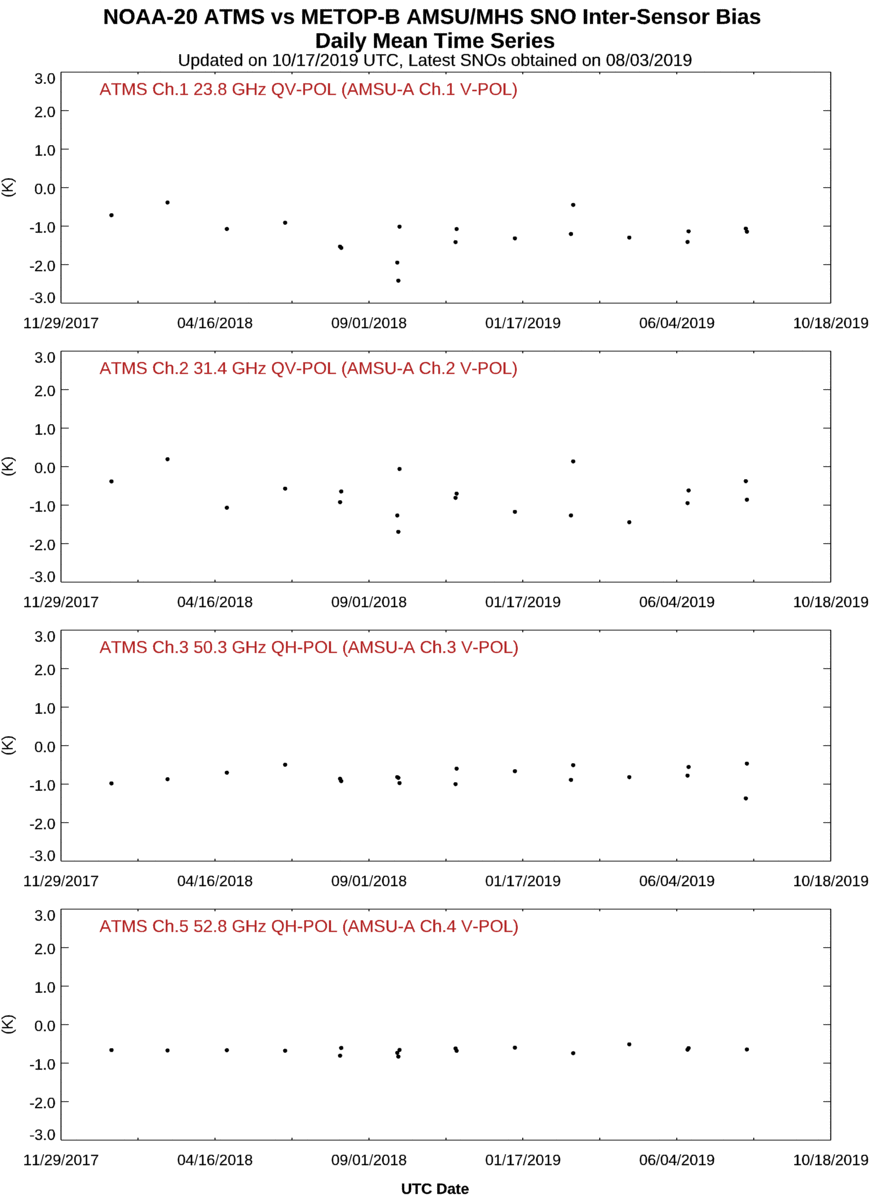 NOAA-20 ATMS vs METOP-B AMSU/MHS SNO Inter-Sensor Bias
Daily Mean Time Series
Updated on 10/17/2019 UTC, Latest SNOs obtained on 08/03/2019
ATMS Ch.1 23.8 GHz QV-POL (AMSU-A Ch.1 V-POL)
3.0
2.0
1.0
0.0
-1.0
-2.0
-3.0
(K)
11/29/2017 04/16/2018 09/01/2018 01/17/2019 06/04/2019 10/18/2019
ATMS Ch.2 31.4 GHz QV-POL (AMSU-A Ch.2 V-POL)
3.0
2.0
1.0
0.0
-1.0
-2.0
-3.0
(K)
11/29/2017 04/16/2018 09/01/2018 01/17/2019 06/04/2019 10/18/2019
ATMS Ch.3 50.3 GHz QH-POL (AMSU-A Ch.3 V-POL)
3.0
2.0
1.0
0.0
-1.0
-2.0
-3.0
(K)
11/29/2017 04/16/2018 09/01/2018 01/17/2019 06/04/2019 10/18/2019
ATMS Ch.5 52.8 GHz QH-POL (AMSU-A Ch.4 V-POL)
3.0
2.0
1.0
0.0
-1.0
-2.0
-3.0
(K)
11/29/2017 04/16/2018 09/01/2018 01/17/2019 06/04/2019 10/18/2019
UTC Date